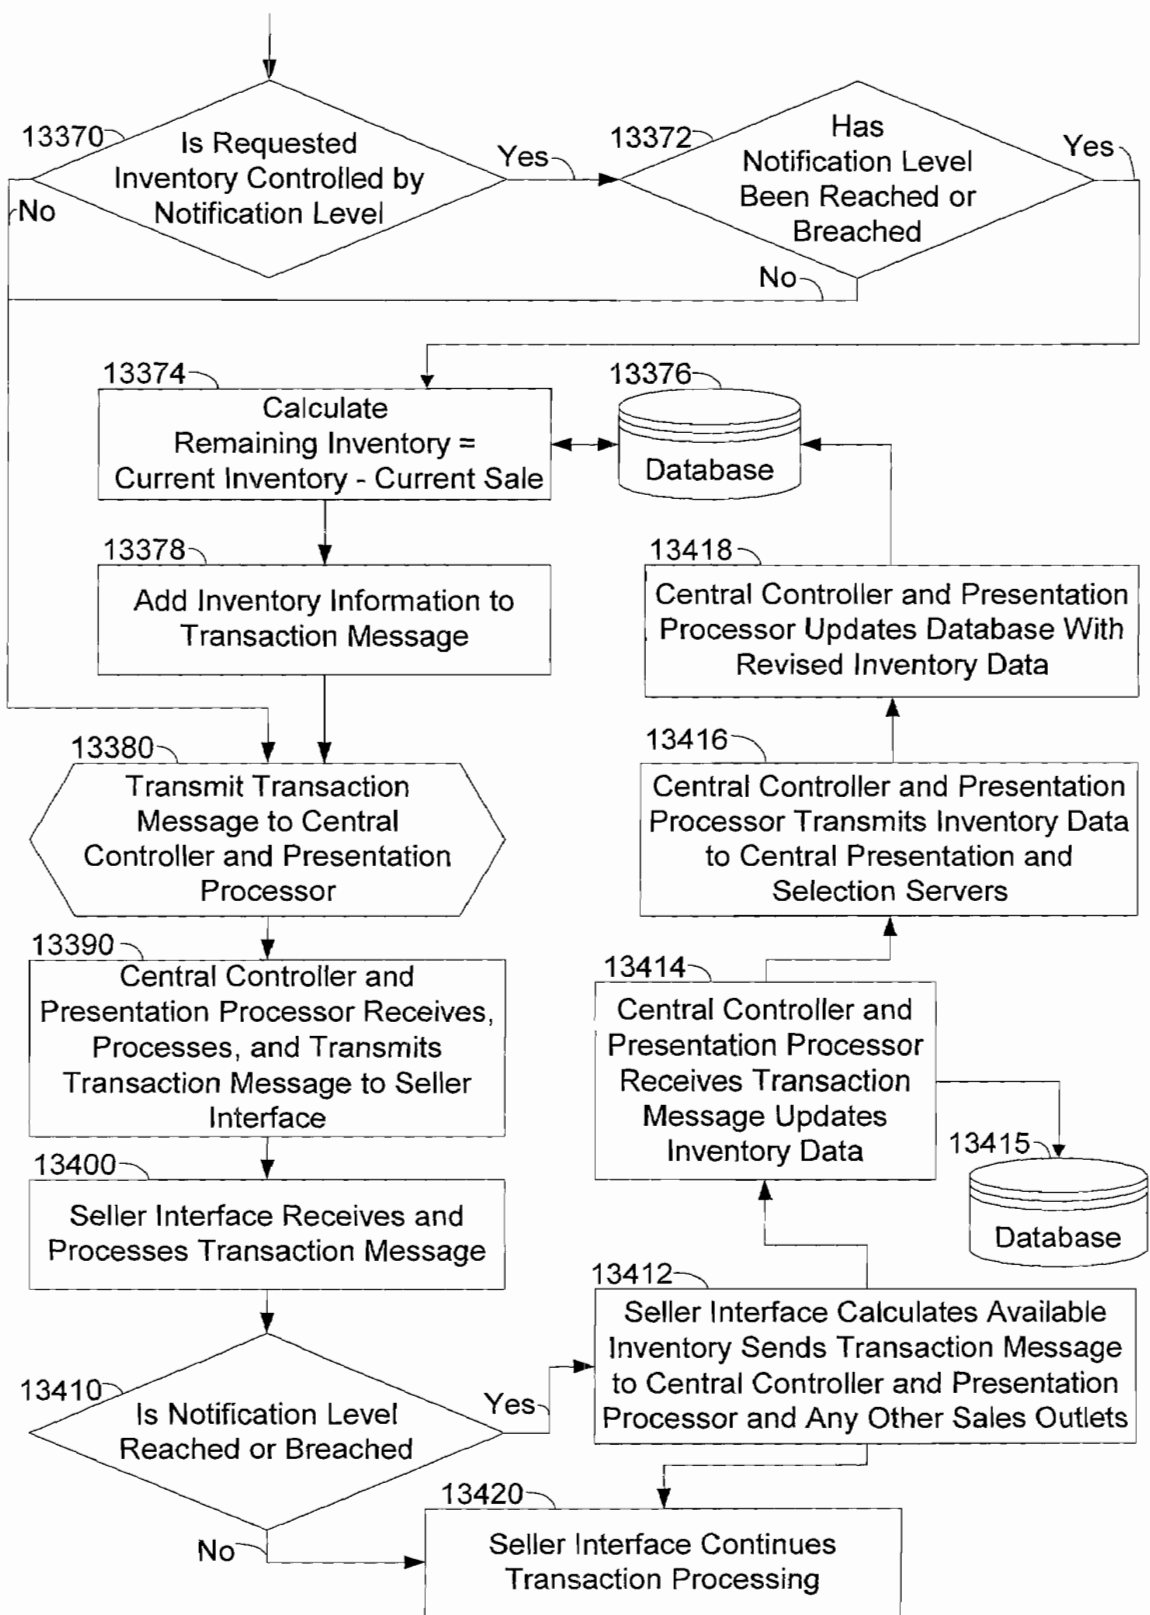 13370
Is Requested
Inventory Controlled by
Notification Level
Yes
No
13372
Has
Notification Level
Been Reached or
Breached
Yes
No
13374
Calculate
Remaining Inventory =
Current Inventory - Current Sale
13376
Database
13378
Add Inventory Information to
Transaction Message
13418
Central Controller and Presentation
Processor Updates Database With
Revised Inventory Data
13380
Transmit Transaction
Message to Central
Controller and Presentation
Processor
13416
Central Controller and Presentation
Processor Transmits Inventory Data
to Central Presentation and
Selection Servers
13390
Central Controller and
Presentation Processor Receives,
Processes, and Transmits
Transaction Message to Seller
Interface
13414
Central Controller and
Presentation Processor
Receives Transaction
Message Updates
Inventory Data
13415
Database
13400
Seller Interface Receives and
Processes Transaction Message
13412
Seller Interface Calculates Available
Inventory Sends Transaction Message
to Central Controller and Presentation
Processor and Any Other Sales Outlets
13410
Is Notification Level
Reached or Breached
Yes
No
13420
Seller Interface Continues
Transaction Processing